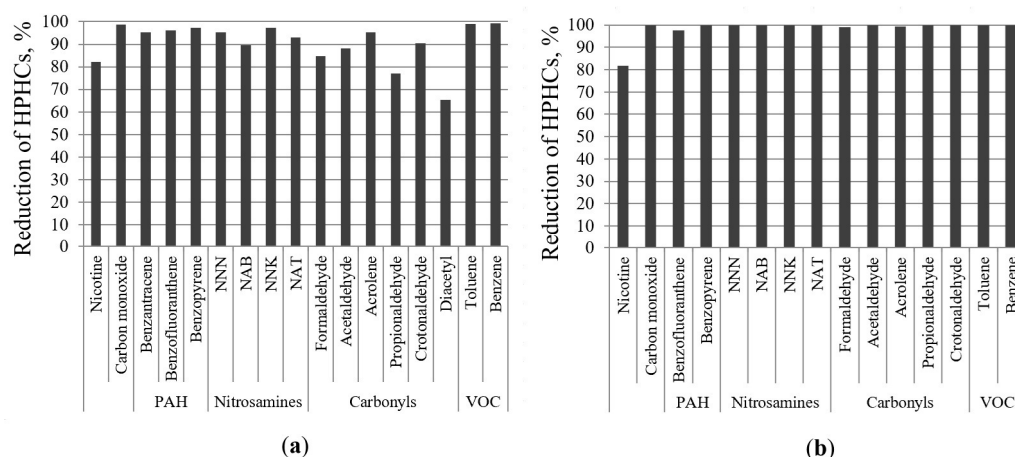 Reduction of HPHCs, %
100
90
80
70
60
50
40
30
20
10
0
Nicotine
Carbon monoxide
Benzantracene
Benzofluoranthene
Benzopyrene
NNN
NAB
NNK
NAT
Formaldehyde
Acetaldehyde
Acrolene
Propionaldehyde
Crotonaldehyde
Diacetyl
Toluene
Benzene
PAH
Nitrosamines
Carbonyls
VOC
(a)
Reduction of HPHCs, %
100
90
80
70
60
50
40
30
20
10
0
Nicotine
Carbon monoxide
Benzofluoranthene
Benzopyrene
NNN
NAB
NNK
NAT
Formaldehyde
Acetaldehyde
Acrolene
Propionaldehyde
Crotonaldehyde
Toluene
Benzene
PAH
Nitrosamines
Carbonyls
VOC
(b)